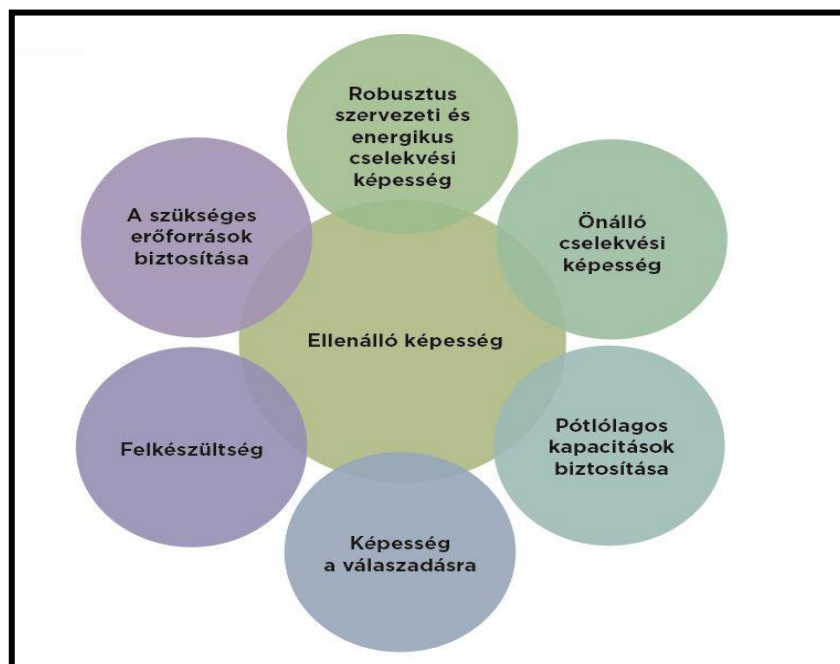 Robusztus
szervezeti és
energikus
cselekvési
képesség
A szükséges
erőforrások
biztosítása
Önálló
cselekvési
képesség
Ellenálló képesség
Felkészültség
Pótlólagos
kapacitások
biztosítása
Képesség
a válaszadásra